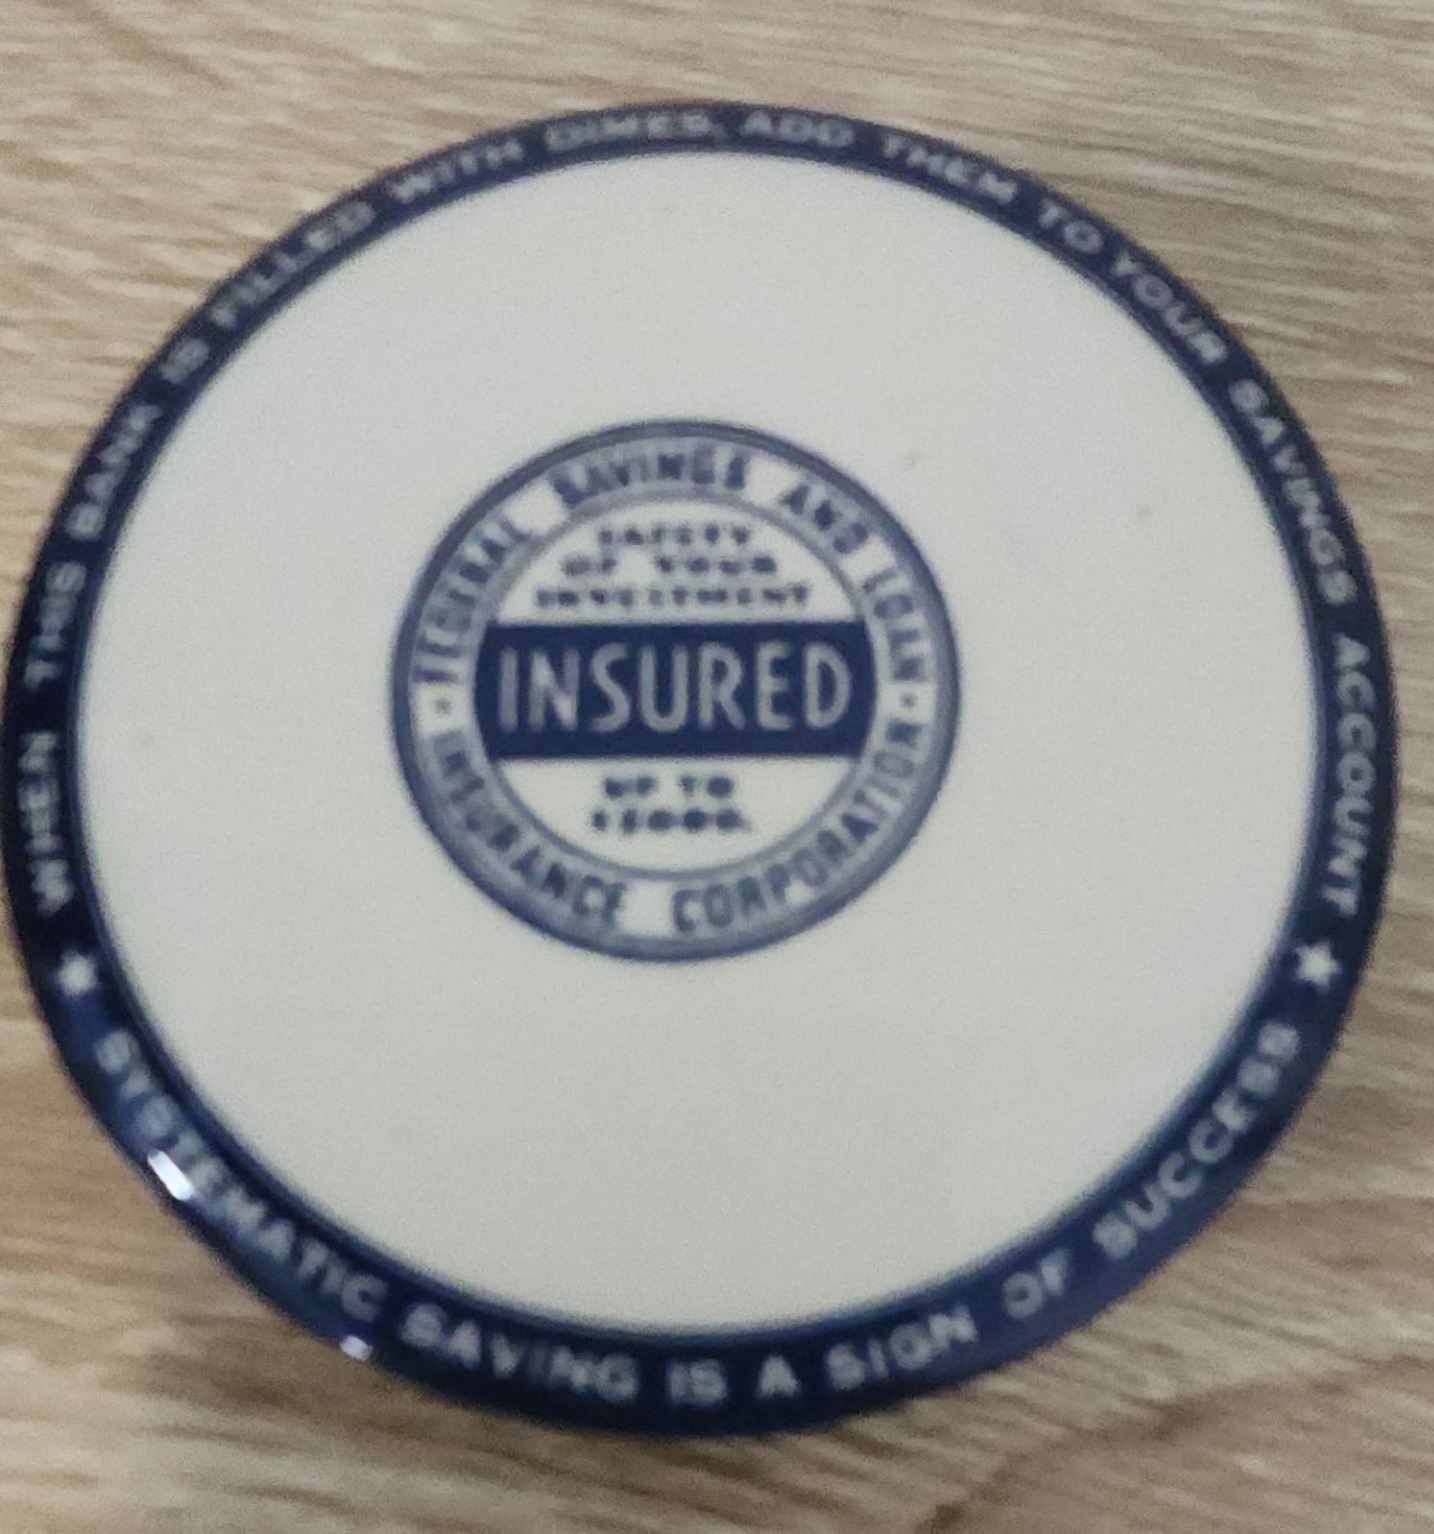 WHEN THIS BANK IS FILLED WITH DIMES, ADD THEM TO YOUR SAVINGS ACCOUNT
SYSTEMATIC SAVING IS A SIGN OF SUCCESS
FEDERAL SAVINGS AND LOAN
INSURANCE CORPORATION
SAFETY
OF YOUR
INVESTMENT
INSURED
UP TO
$5000.